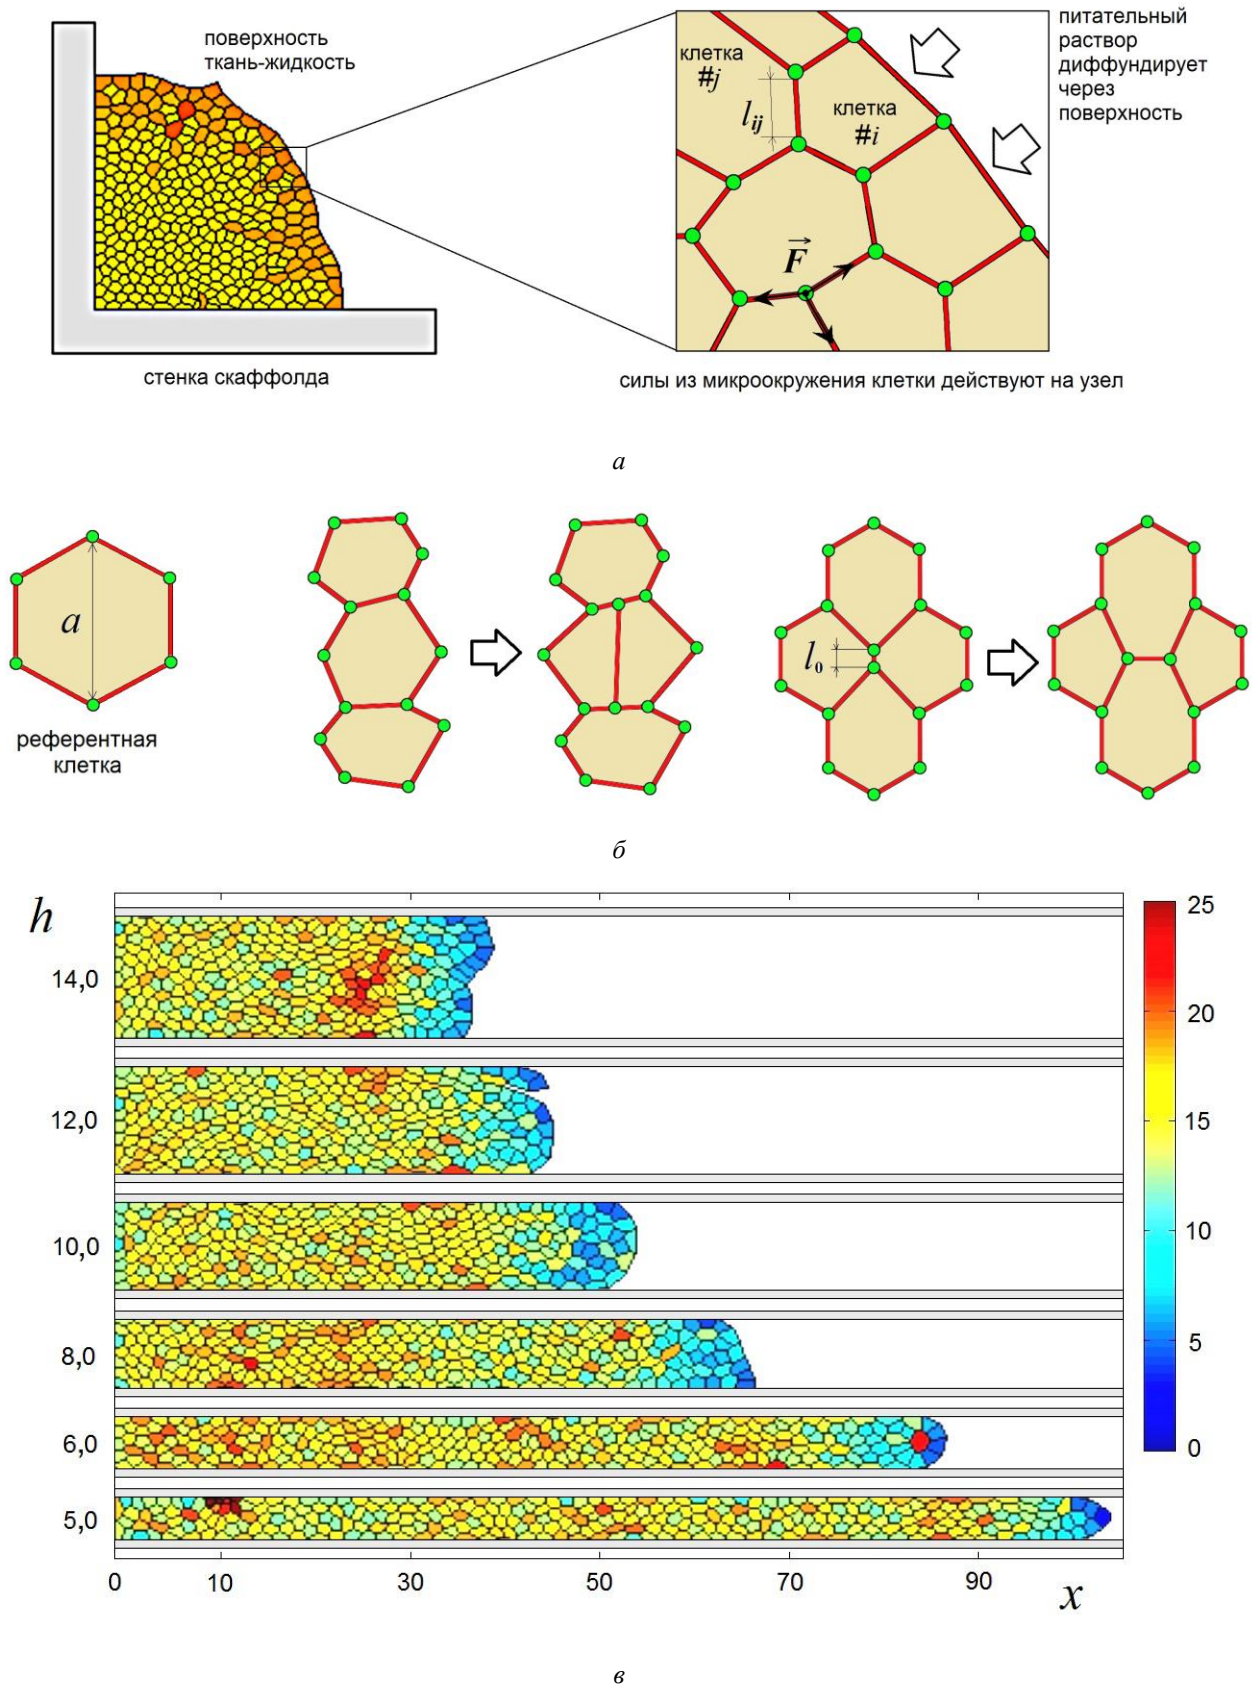 поверхность
ткань-жидкость
стенка скаффолда
клетка
#j
lij
клетка
#i
F
питательный
раствор
диффундирует
через
поверхность
силы из микроокружения клетки действуют на узел
а
a
референтная
клетка
l0
б
h
14,0
12,0
10,0
8,0
6,0
5,0
0 10 30 50 70 90
x
25
20
15
10
5
0
в